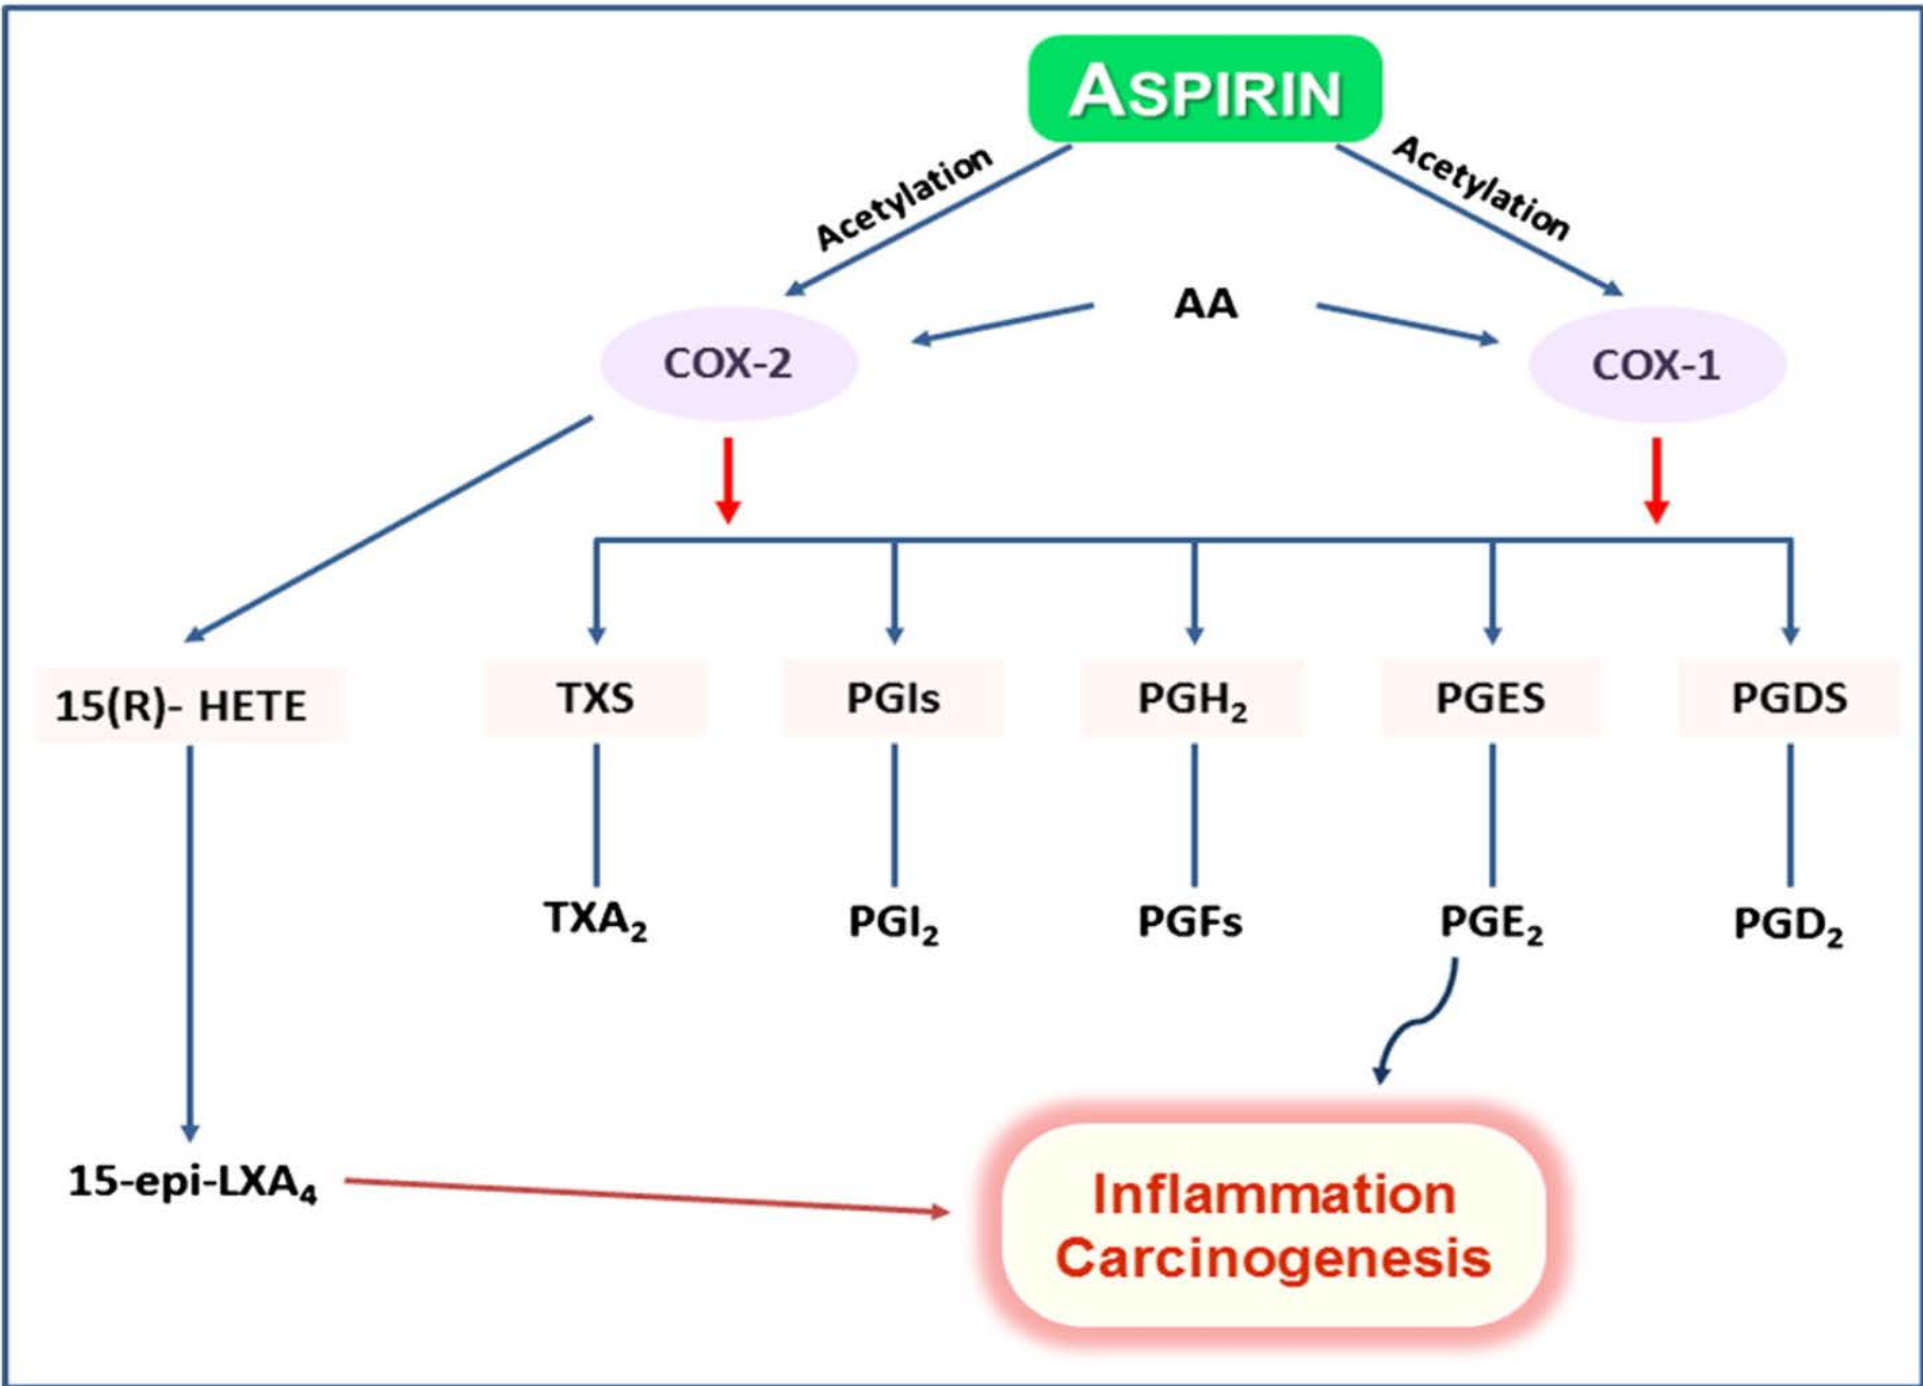 ASPIRIN
Acetylation
Acetylation
AA
COX-2
COX-1
15(R)- HETE
TXS
PGIs
PGH₂
PGES
PGDS
TXA₂
PGI₂
PGFs
PGE₂
PGD₂
15-epi-LXA₄
Inflammation
Carcinogenesis